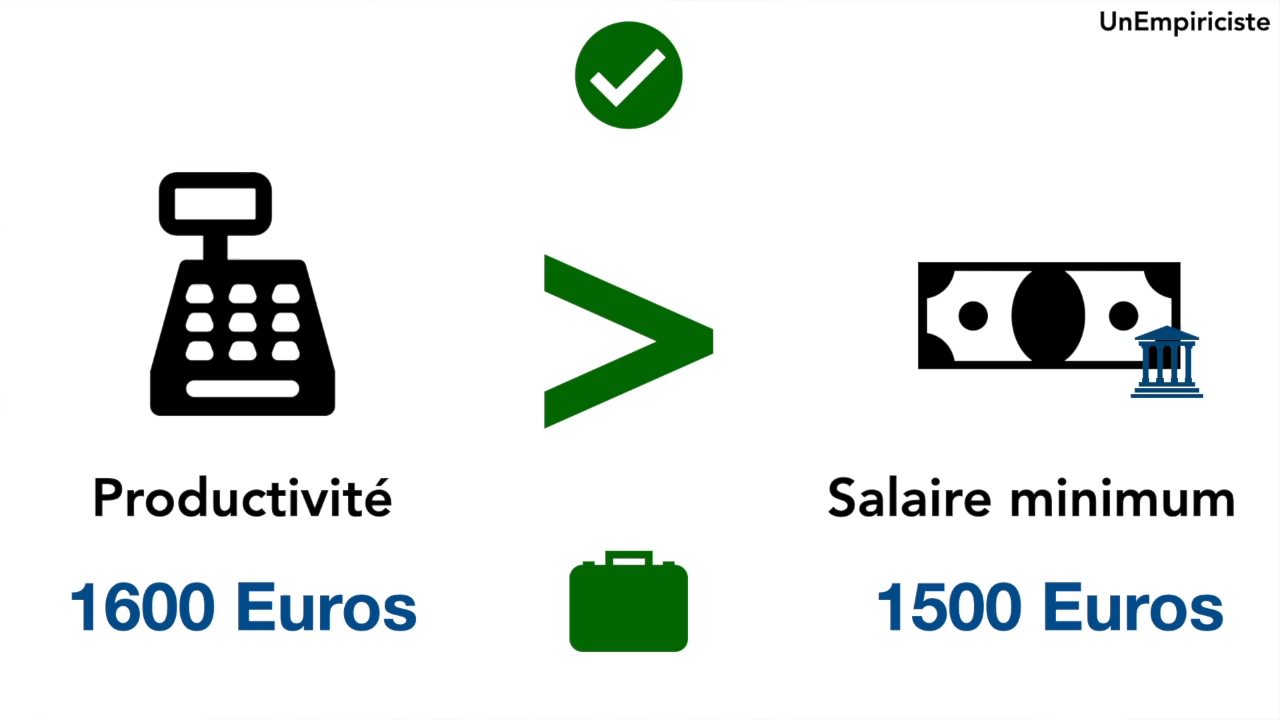 UnEmpiriciste
>
Productivité
Salaire minimum
1600 Euros
1500 Euros